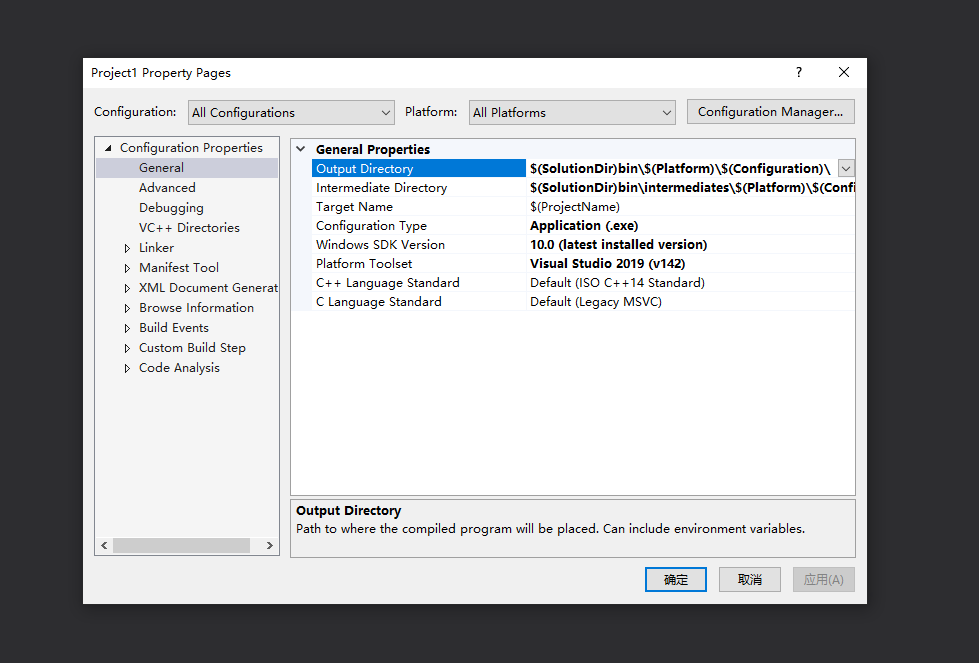 Project1 Property Pages
?
Configuration: All Configurations Platform: All Platforms Configuration Manager...
Configuration Properties
General
Advanced
Debugging
VC++ Directories
Linker
Manifest Tool
XML Document Generat
Browse Information
Build Events
Custom Build Step
Code Analysis
General Properties
Output Directory $(SolutionDir)bin\$(Platform)\$(Configuration)\
Intermediate Directory $(SolutionDir)bin\intermediates\$(Platform)\$(Confi
Target Name $(ProjectName)
Configuration Type Application (.exe)
Windows SDK Version 10.0 (latest installed version)
Platform Toolset Visual Studio 2019 (v142)
C++ Language Standard Default (ISO C++14 Standard)
C Language Standard Default (Legacy MSVC)
Output Directory
Path to where the compiled program will be placed. Can include environment variables.
确定 取消 应用(A)